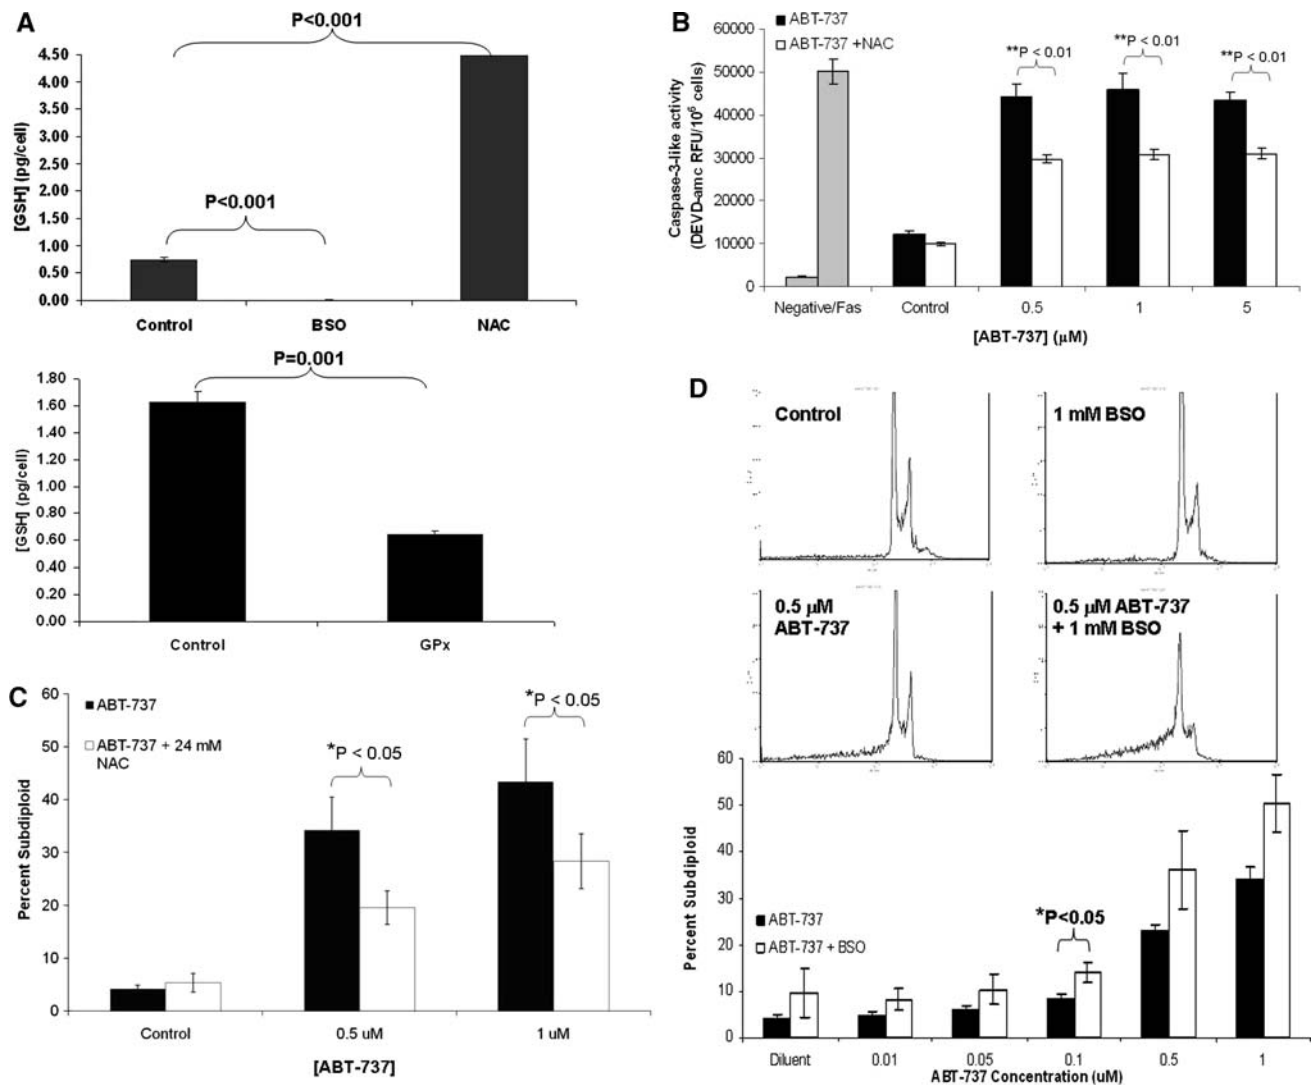 A
P<0.001
4.50
4.00
3.50
3.00
2.50
2.00
1.50
1.00
0.50
0.00
[GSH] (pg/cell)
P<0.001
Control
BSO
NAC
P=0.001
1.80
1.60
1.40
1.20
1.00
0.80
0.60
0.40
0.20
0.00
[GSH] (pg/cell)
Control
GPx
B
ABT-737
ABT-737 +NAC
60000
50000
40000
30000
20000
10000
0
Caspase-3-like activity
(DEVD-amc RFU/10⁶ cells)
**P < 0.01
**P < 0.01
**P < 0.01
Negative/Fas
Control
0.5
1
5
[ABT-737] (µM)
C
ABT-737
ABT-737 + 24 mM
NAC
60
50
40
30
20
10
0
Percent Subdiploid
*P < 0.05
*P < 0.05
Control
0.5 uM
1 uM
[ABT-737]
D
Control
1 mM BSO
0.5 µM
ABT-737
0.5 µM ABT-737
+ 1 mM BSO
60
50
40
30
20
10
0
Percent Subdiploid
ABT-737
ABT-737 + BSO
*P<0.05
Diluent
0.01
0.05
0.1
0.5
1
ABT-737 Concentration (uM)